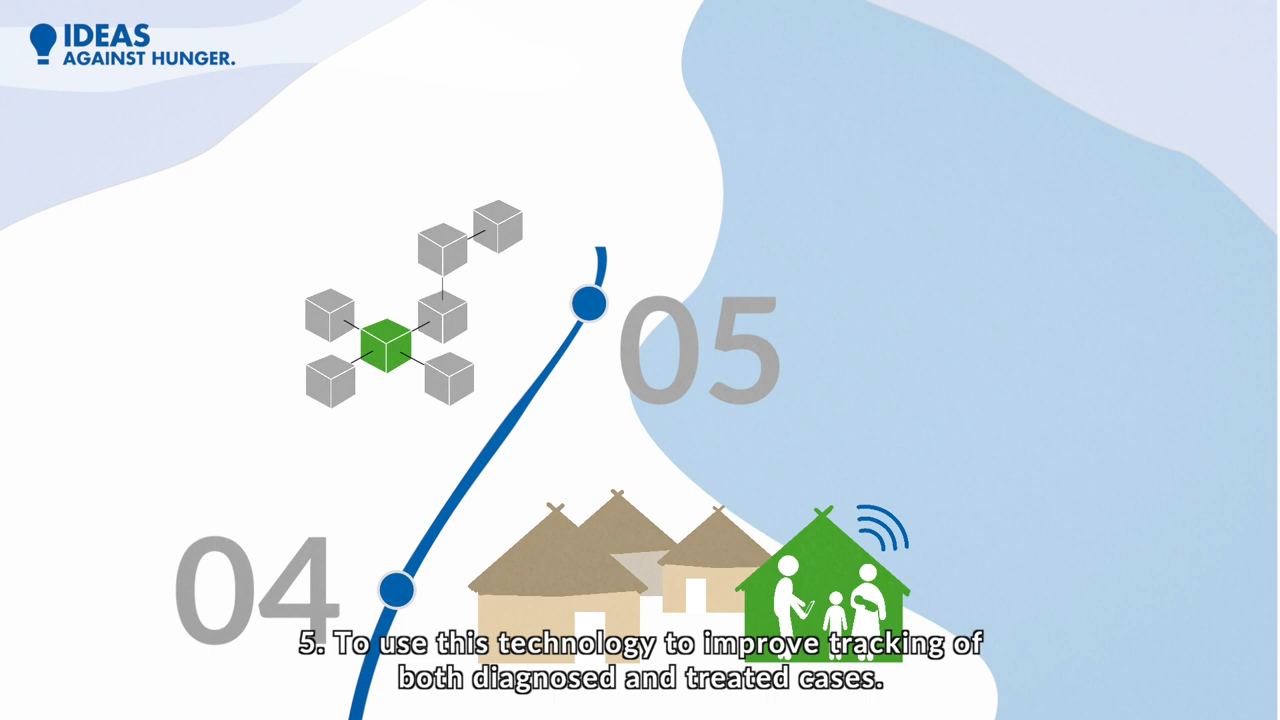 IDEAS
AGAINST HUNGER.
05
04
5. To use this technology to improve tracking of
both diagnosed and treated cases.